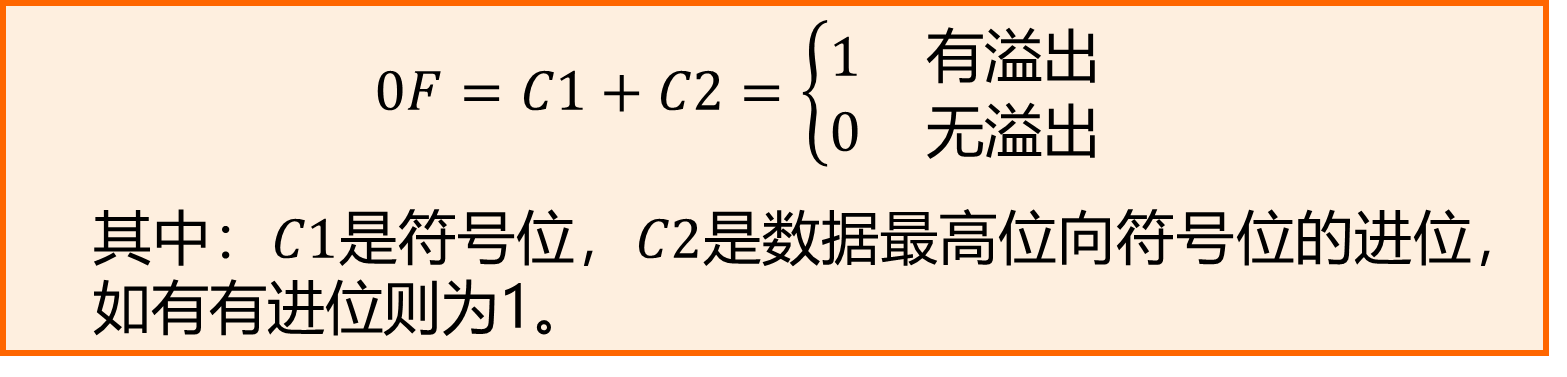 0F = C1 + C2 = {1 有溢出
0 无溢出
其中：C1是符号位，C2是数据最高位向符号位的进位，
如有有进位则为1。